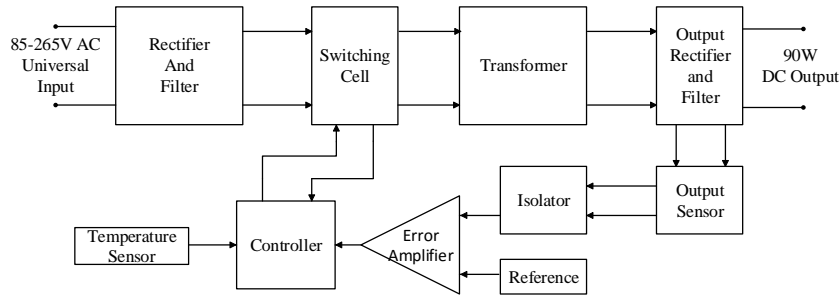 85-265V AC
Universal
Input
Rectifier
And
Filter
Switching
Cell
Transformer
Output
Rectifier
and
Filter
90W
DC Output
Temperature
Sensor
Controller
Error
Amplifier
Isolator
Output
Sensor
Reference